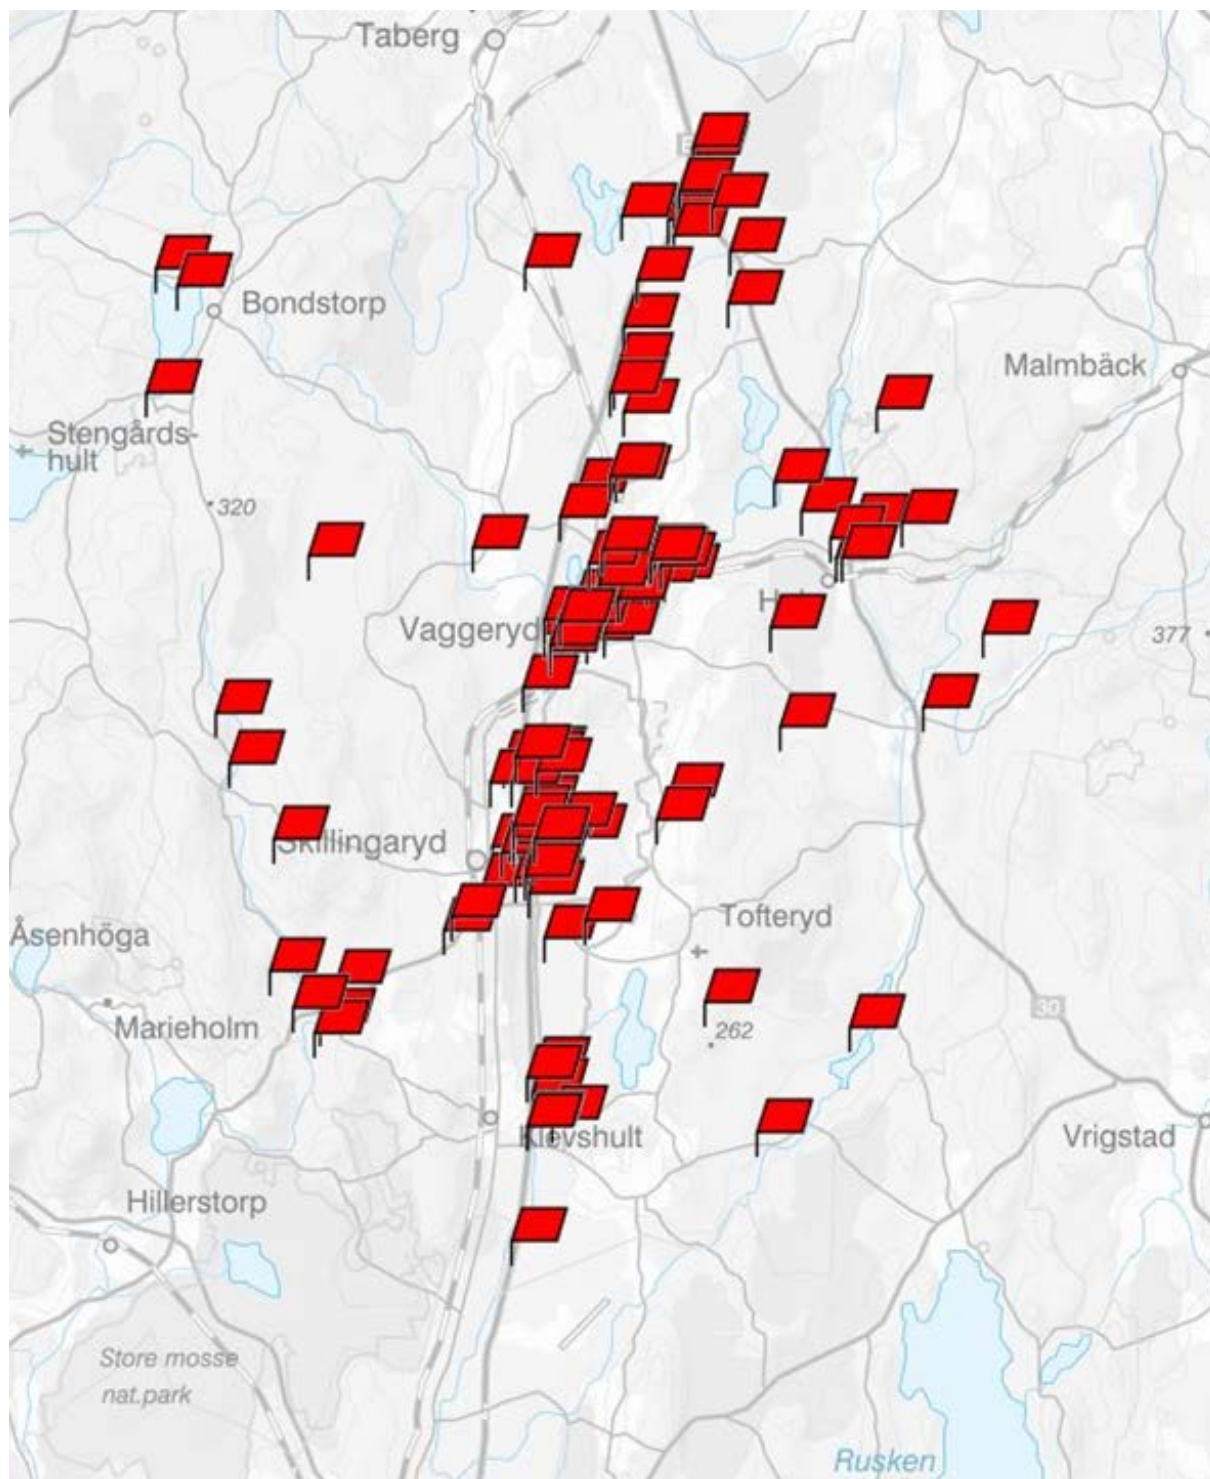 Taberg
Bondstorp
Malmbäck
Stengårds-
hult
320
Vaggeryd
377
Skillingaryd
Åsenhöga
Tofteryd
Marieholm
262
30
Klevshult
Vrigstad
Hillerstorp
Store mosse
nat.park
Rusken